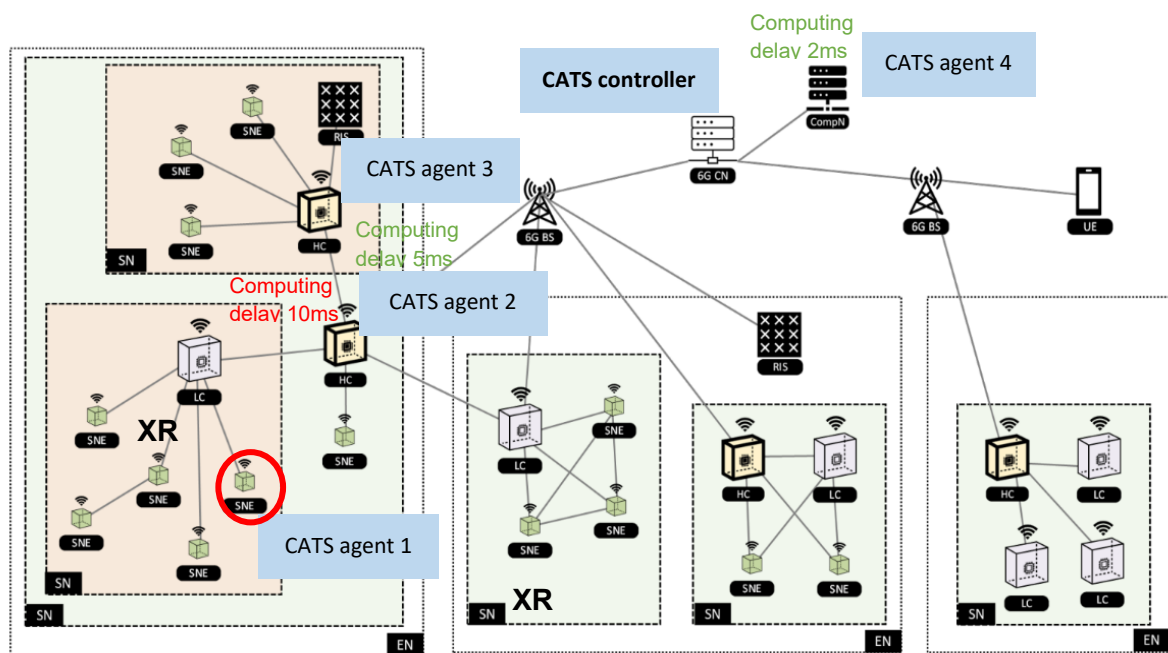 Computing
delay 2ms
CATS agent 4
CATS controller
CompN
SNE
RIS
SNE
CATS agent 3
6G CN
SNE
HC
6G BS
6G BS
UE
SN
Computing
delay 5ms
Computing
delay 10ms
CATS agent 2
RIS
HC
LC
SNE
XR
SNE
SNE
SNE
SNE
SNE
CATS agent 1
SN
SN
EN
LC
SNE
SNE
SNE
XR
SN
HC
LC
SNE
SNE
SN
EN
HC
LC
LC
LC
SN
EN